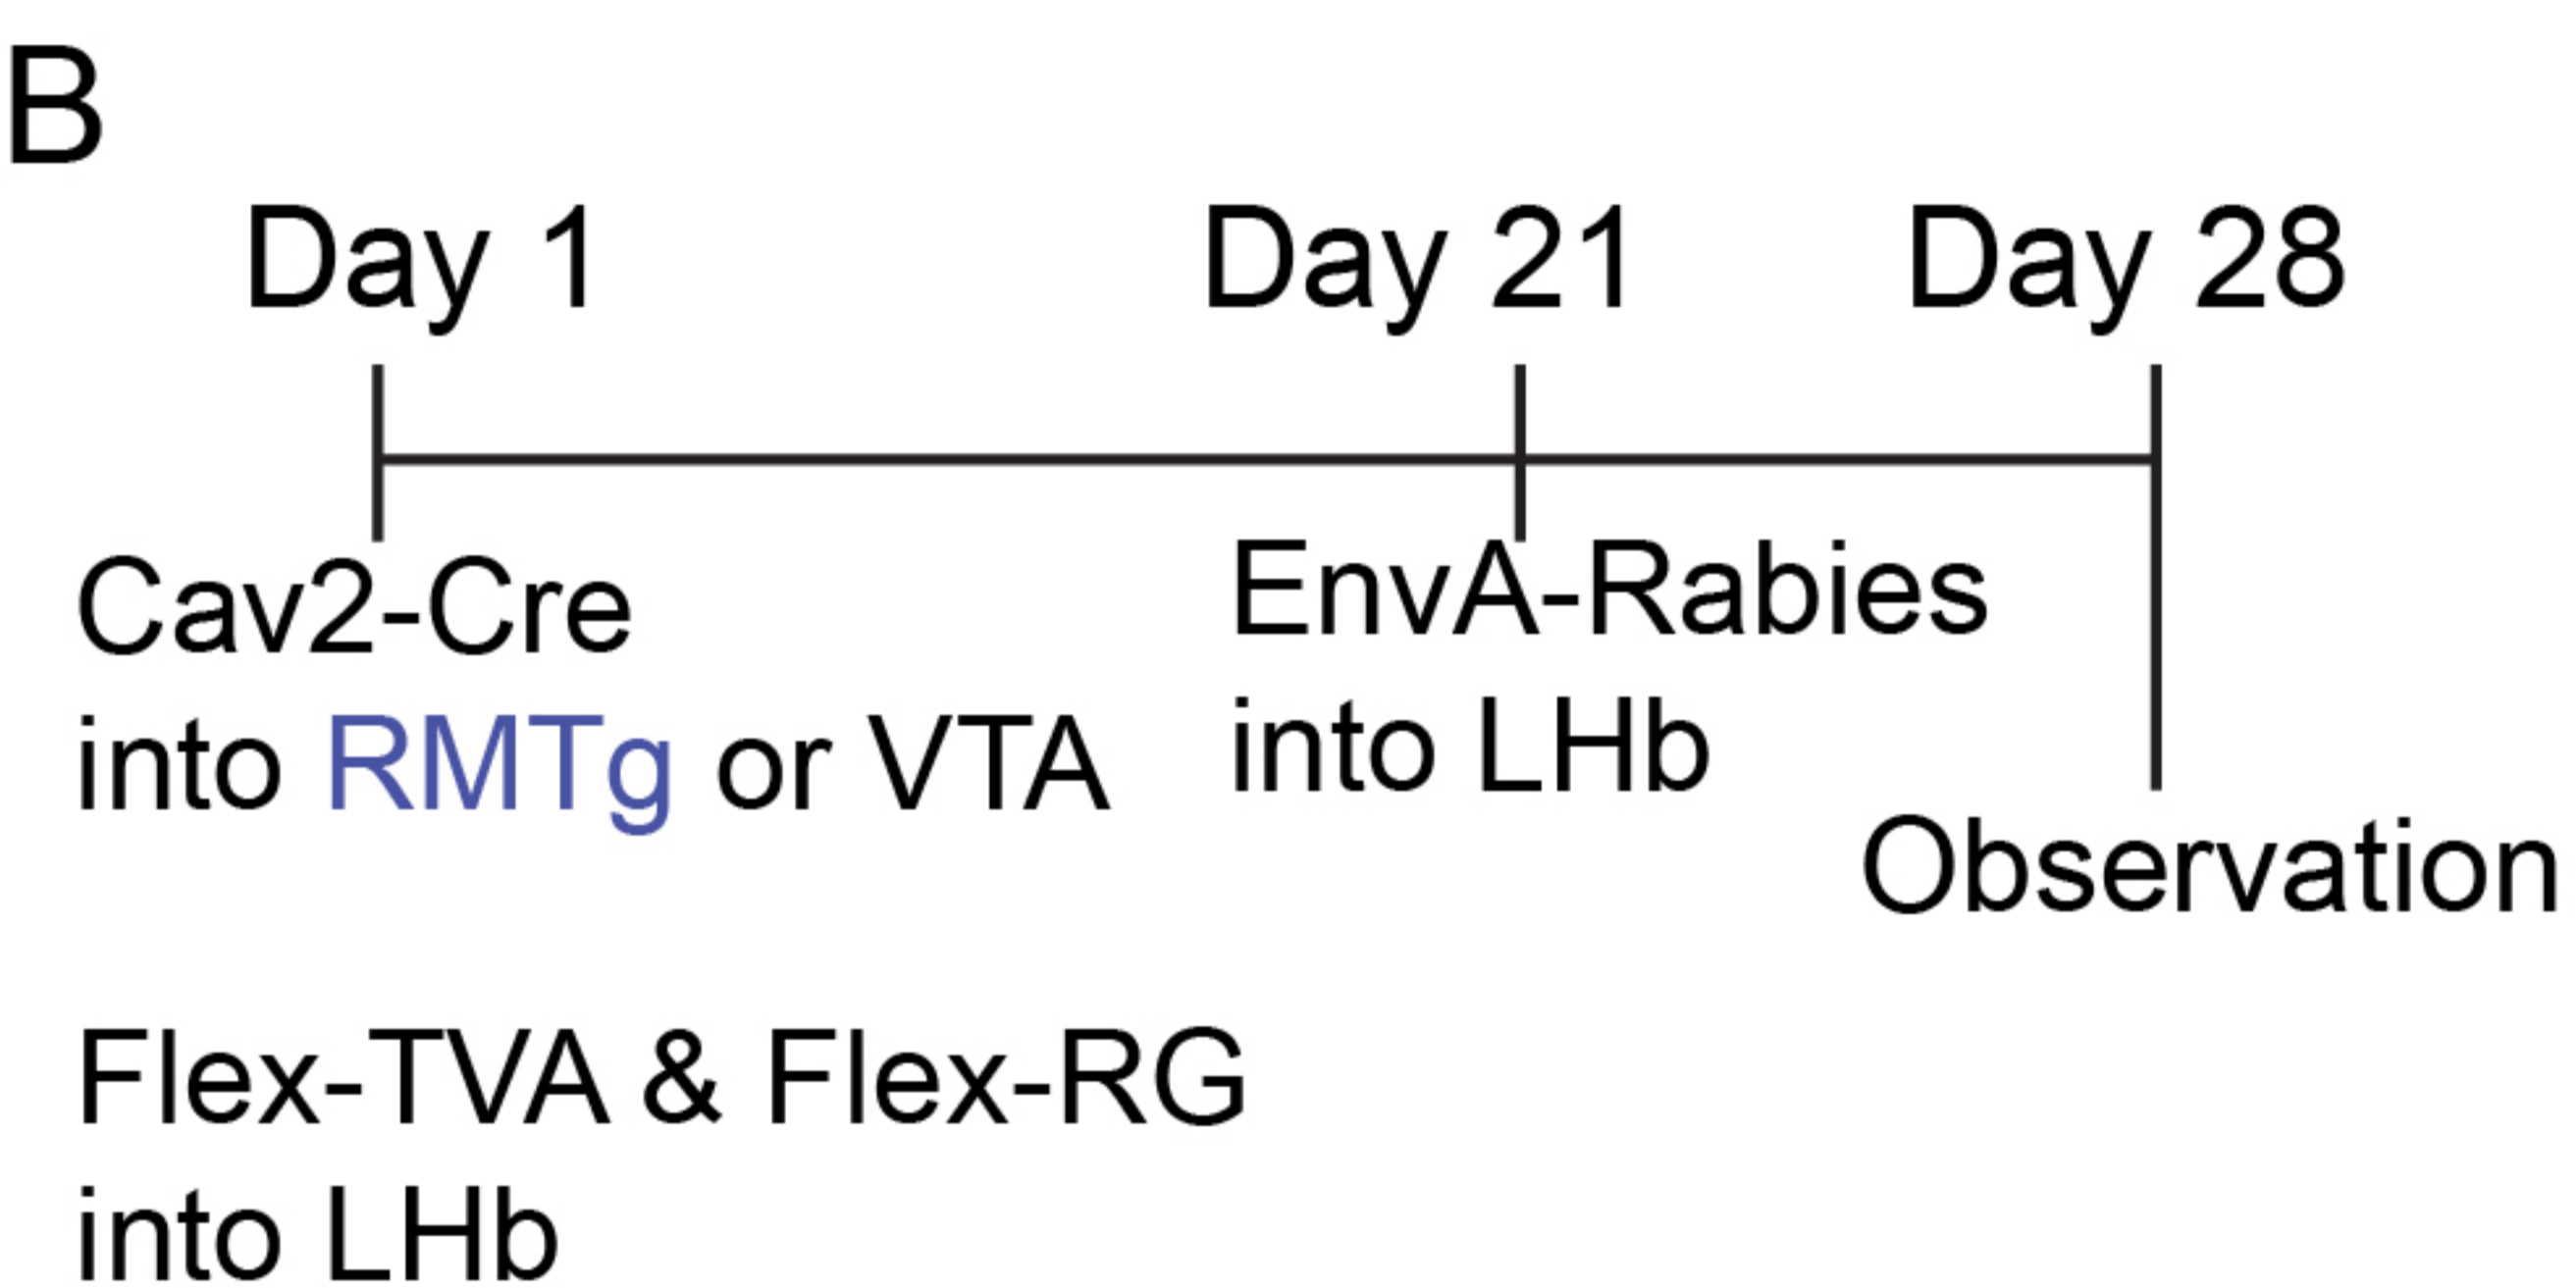 B
Day 1
Day 21
Day 28
Cav2-Cre
into RMTg or VTA
EnvA-Rabies
into LHb
Observation
Flex-TVA & Flex-RG
into LHb